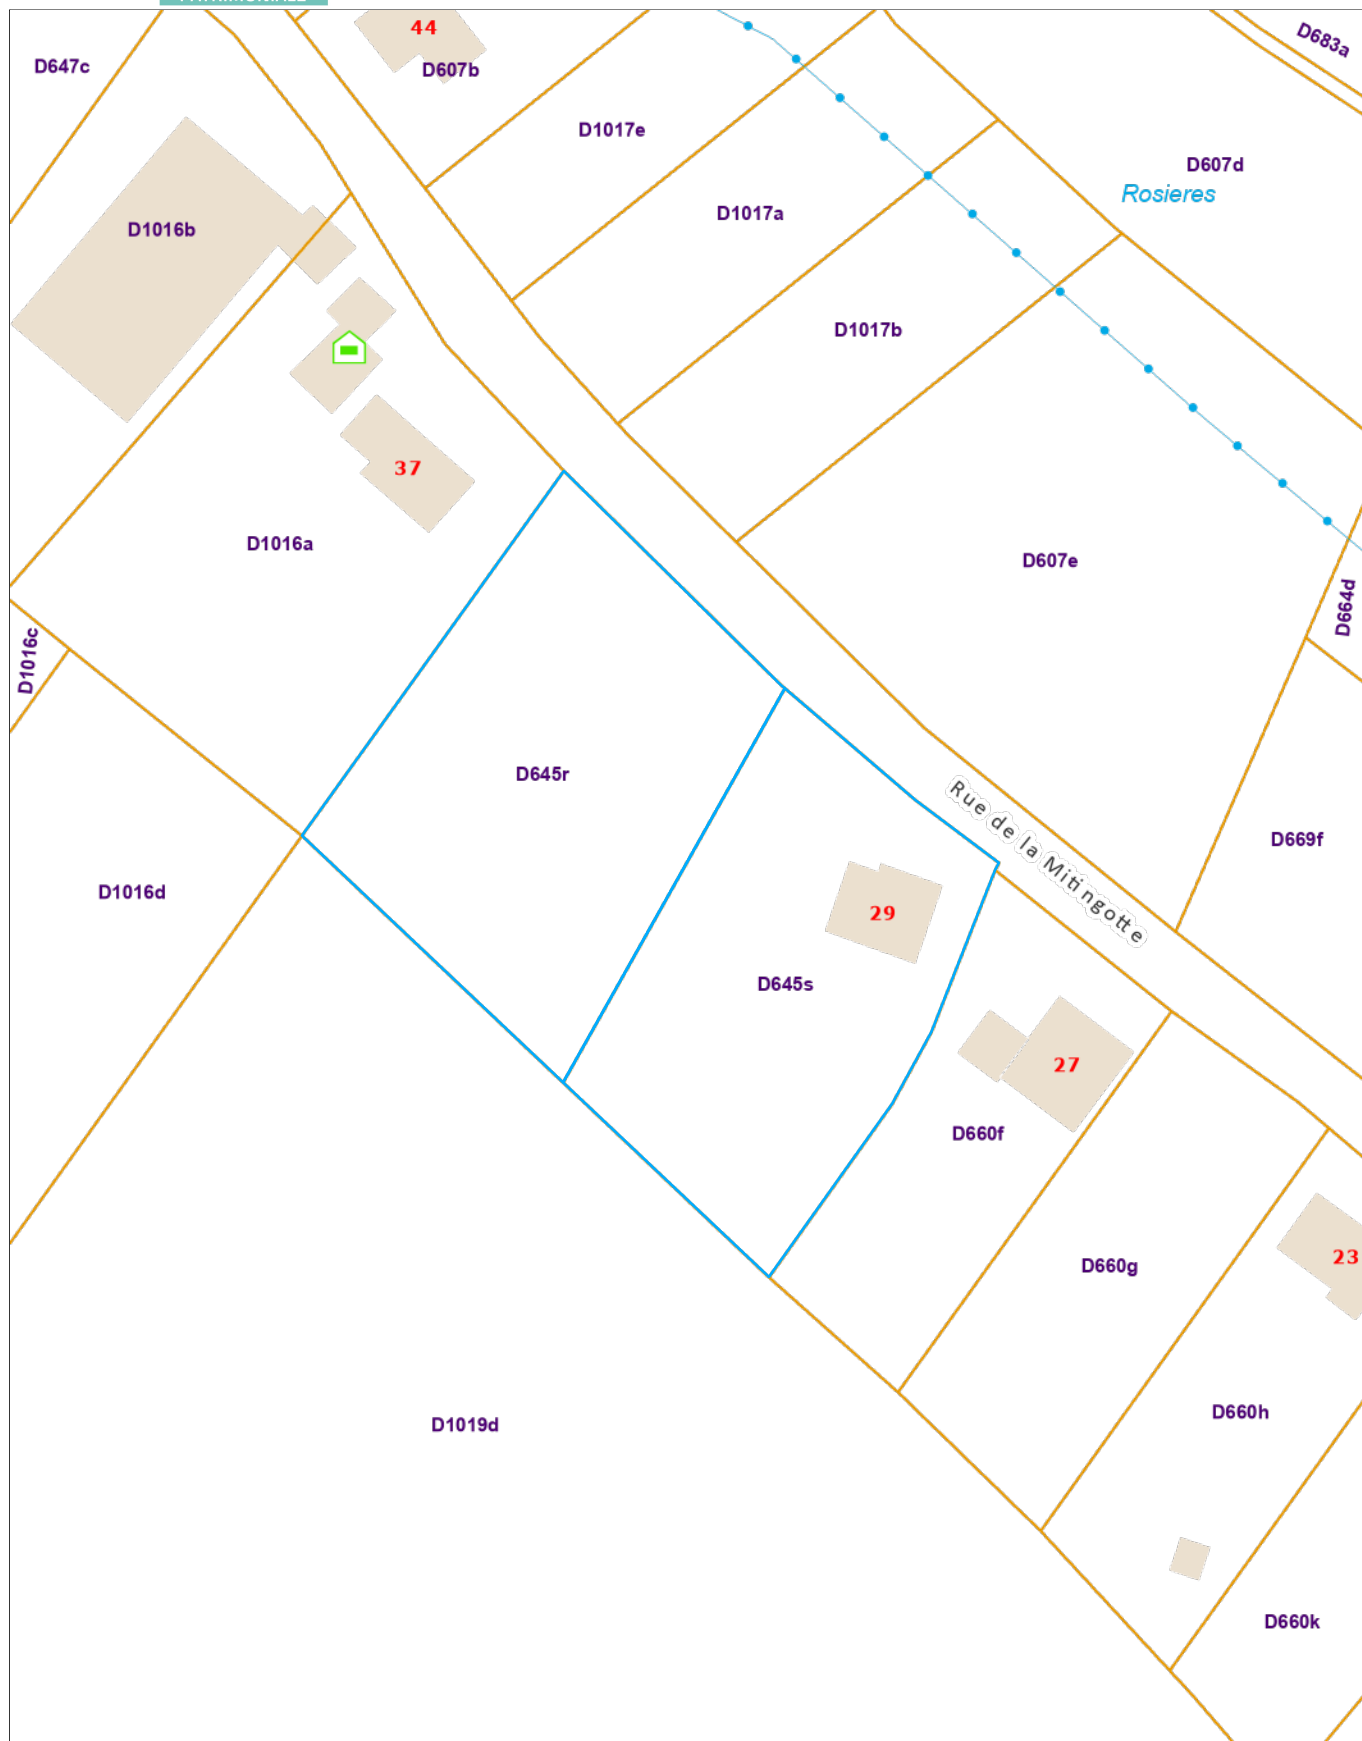 44
D683a
D647c
D607b
D1017e
D607d
Rosieres
D1017a
D1016b
D1017b
37
D1016a
D607e
D664d
D1016c
D645r
Rue de la Mitingotte
D669f
D1016d
29
D645s
27
D660f
23
D660g
D660h
D1019d
D660k